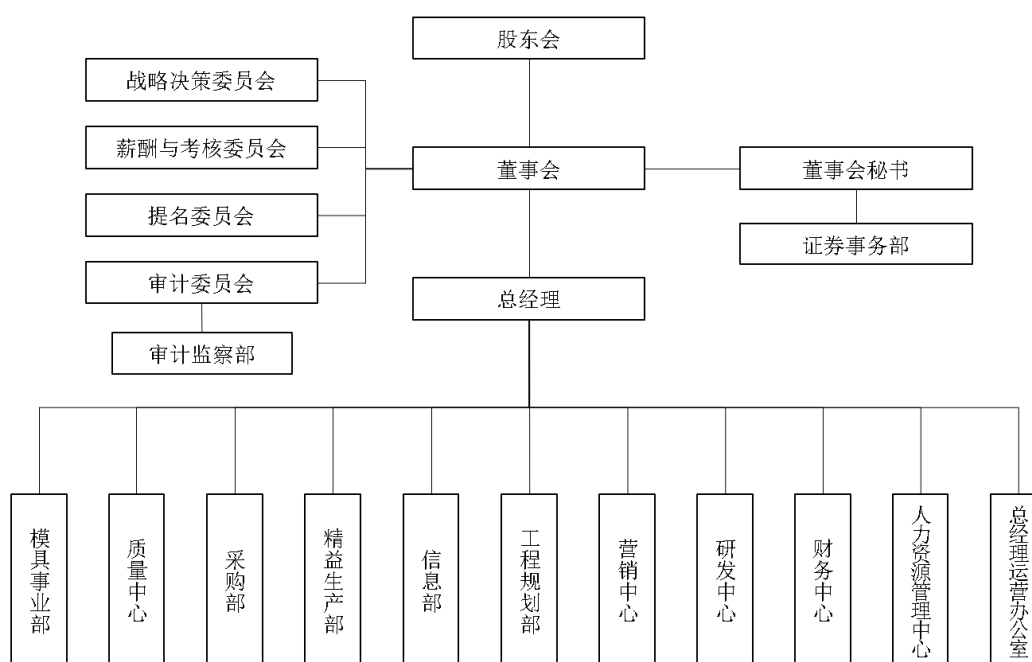 股东会
战略决策委员会
薪酬与考核委员会
董事会
董事会秘书
提名委员会
证券事务部
审计委员会
总经理
审计监察部
模具事业部
质量中心
采购部
精益生产部
信息部
工程规划部
营销中心
研发中心
财务中心
人力资源管理中心
总经理运营办公室